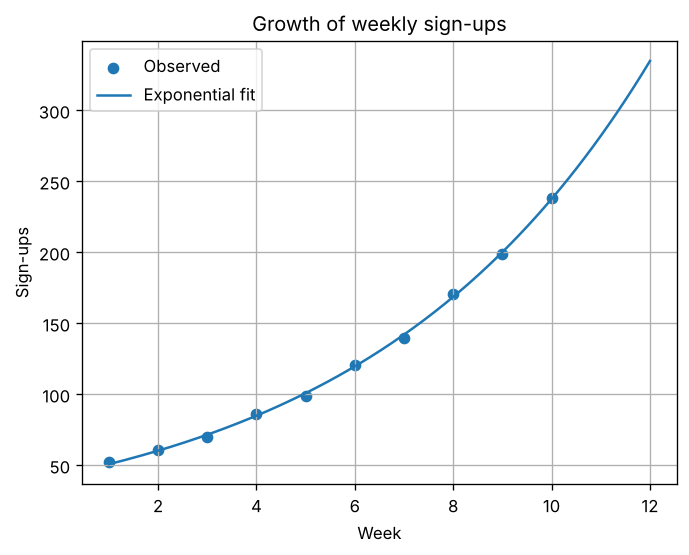 Growth of weekly sign-ups
Observed
Exponential fit
300
250
200
150
100
50
Sign-ups
2 4 6 8 10 12
Week